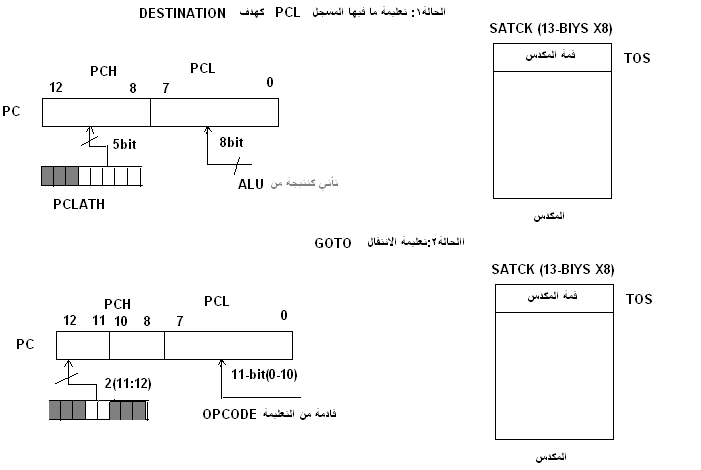 الحالة١: تعليمة ما فيها المسجل PCL كهدف DESTINATION
SATCK (13-BIYS X8)
قمة المكدس TOS
PCH PCL
12 8 7 0
PC
5bit 8bit
ALU تأتي كنتيجة من
PCLATH
المكدس
االحالة٢:تعليمة الانتقال GOTO
SATCK (13-BIYS X8)
قمة المكدس TOS
PCH PCL
12 11 10 8 7 0
PC
2(11:12) 11-bit(0-10)
OPCODE قادمة من التعليمة
المكدس